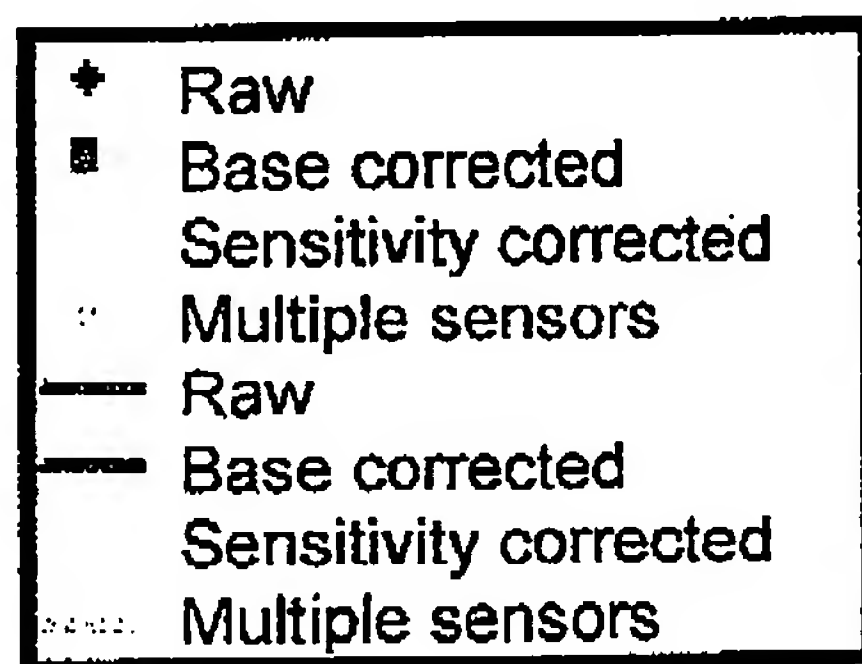 Raw
Base corrected
Sensitivity corrected
Multiple sensors
Raw
Base corrected
Sensitivity corrected
Multiple sensors